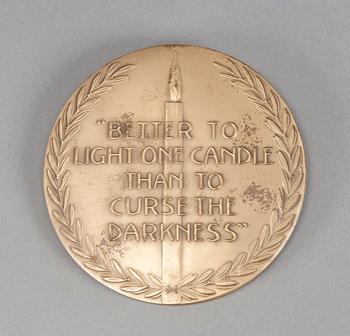 "BETTER TO
LIGHT ONE CANDLE
THAN TO
CURSE THE
DARKNESS"